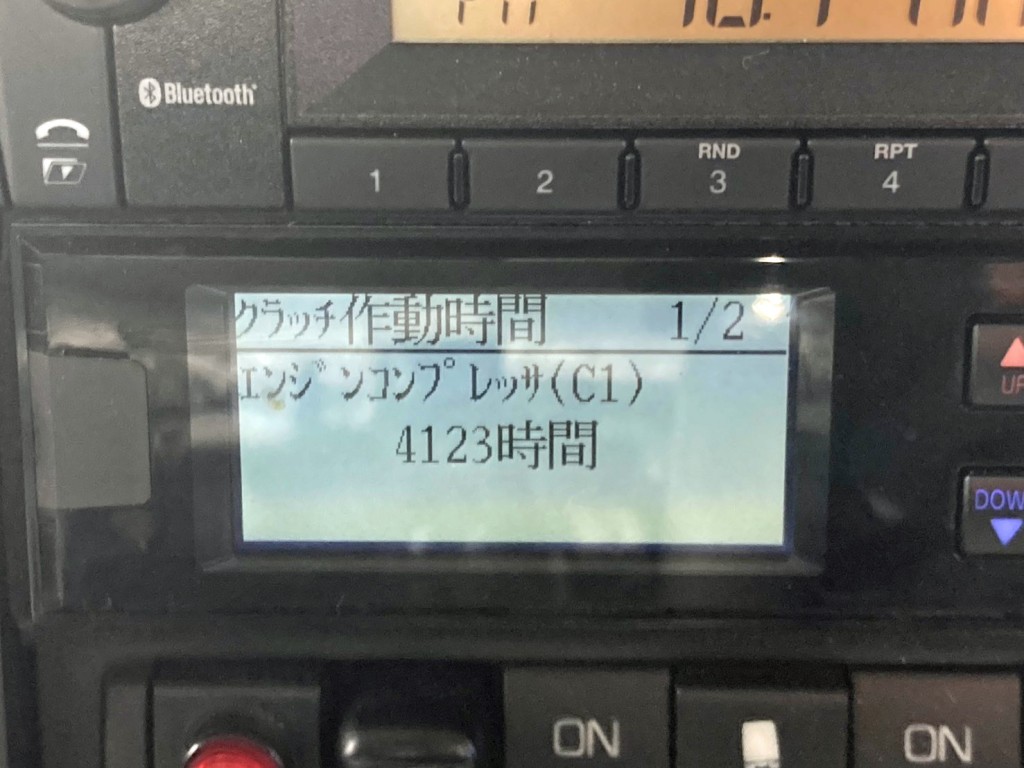 Bluetooth
1
2
RND
3
RPT
4
クラッチ作動時間 1/2
エンジンコンプレッサ(C1)
4123時間
UP
DOW
ON
ON